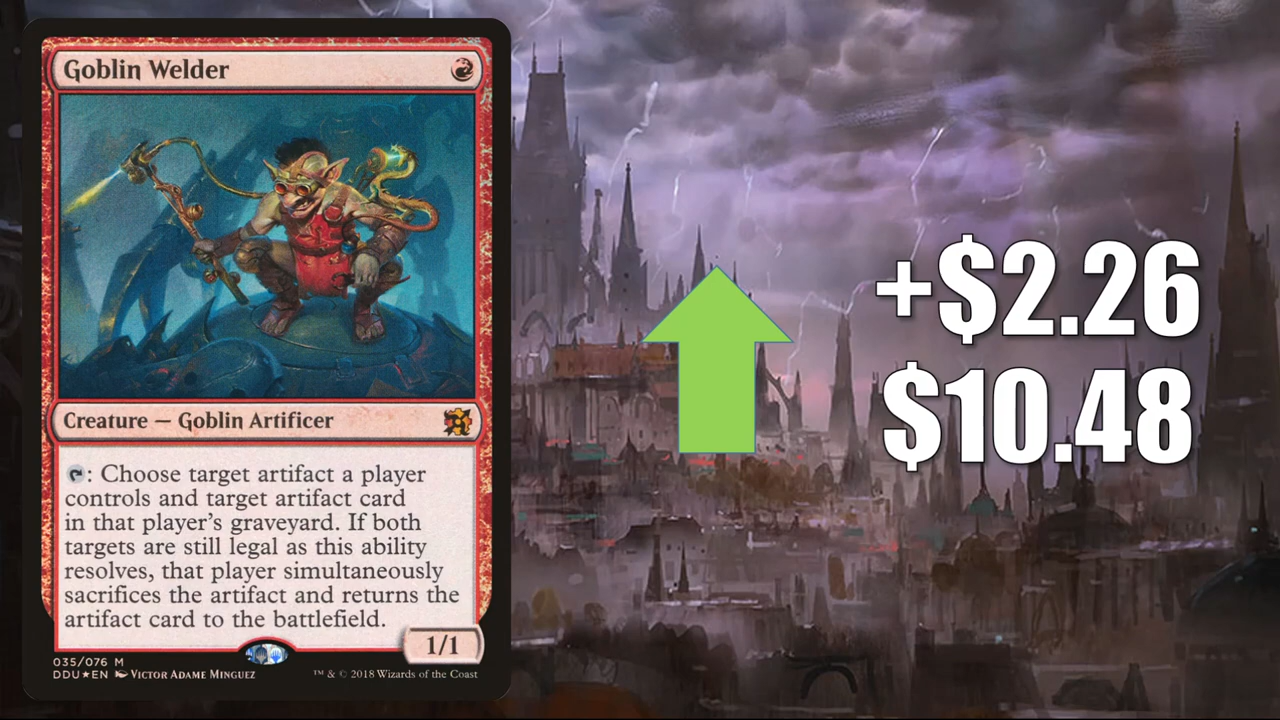 Goblin Welder
Creature — Goblin Artificer
: Choose target artifact a player
controls and target artifact card
in that player's graveyard. If both
targets are still legal as this ability
resolves, that player simultaneously
sacrifices the artifact and returns the
artifact card to the battlefield.
1/1
035/076 M
DDU★EN Victor Adame Minguez
™ & © 2018 Wizards of the Coast
+$2.26
$10.48